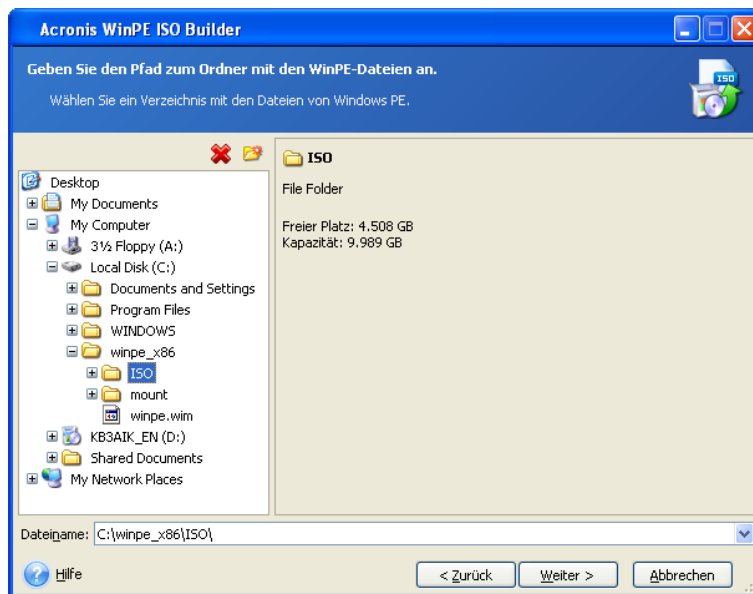 Acronis WinPE ISO Builder
Geben Sie den Pfad zum Ordner mit den WinPE-Dateien an.
Wählen Sie ein Verzeichnis mit den Dateien von Windows PE.
ISO
Desktop
My Documents
My Computer
3½ Floppy (A:)
Local Disk (C:)
Documents and Settings
Program Files
WINDOWS
winpe_x86
ISO
mount
winpe.wim
KB3AIK_EN (D:)
Shared Documents
My Network Places
ISO
File Folder
Freier Platz: 4.508 GB
Kapazität: 9.989 GB
Dateiname: C:\winpe_x86\ISO\
Hilfe
< Zurück
Weiter >
Abbrechen